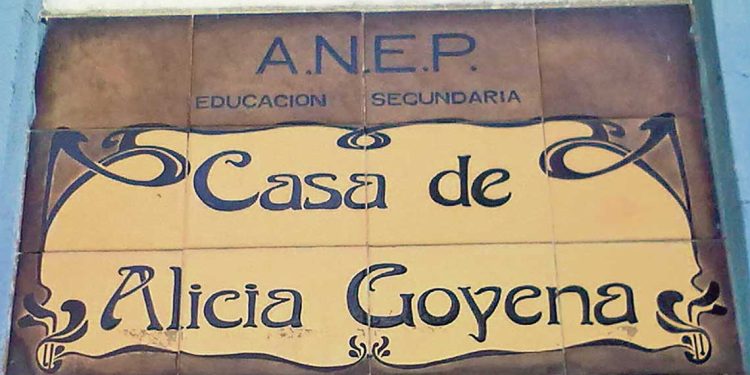 A.N.E.P.
EDUCACION SECUNDARIA
Casa de
Alicia Goyena